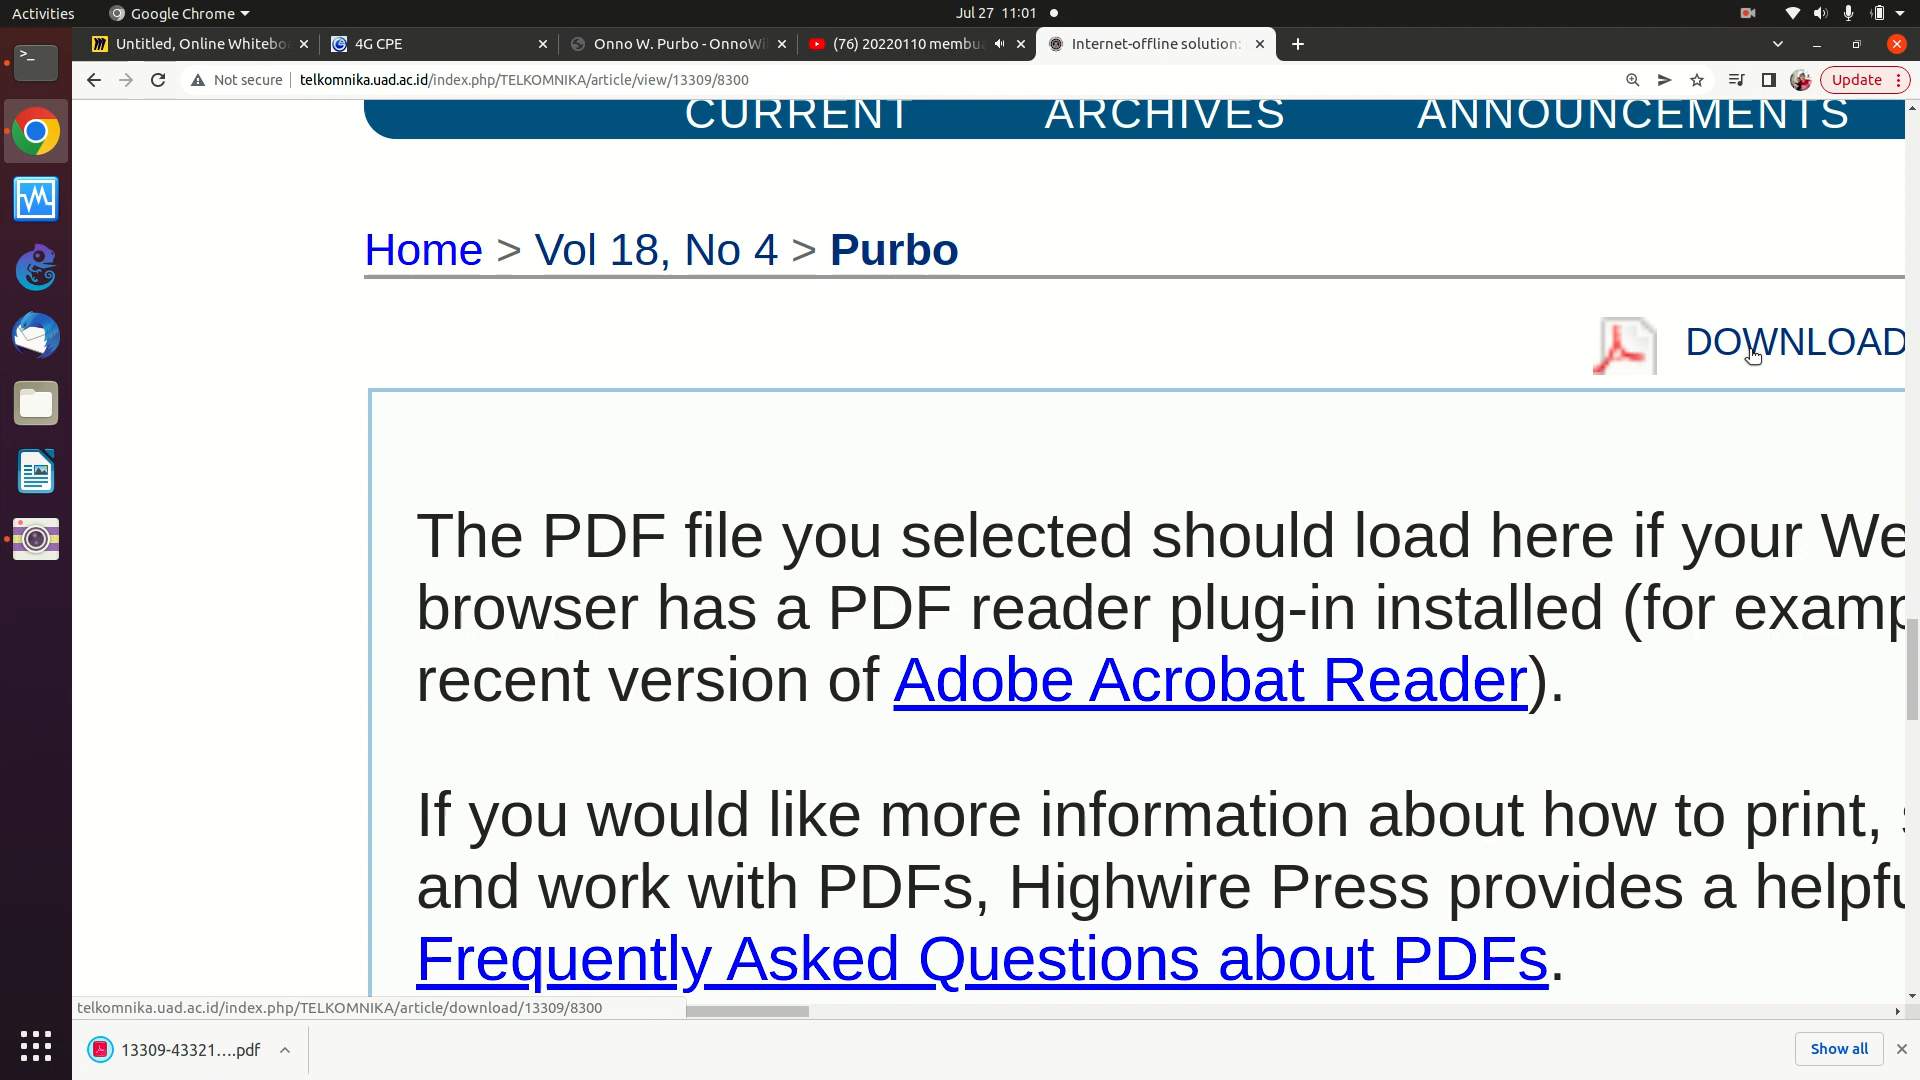 Activities
Google Chrome
Jul 27 11:01
Untitled, Online Whitebo
4G CPE
Onno W. Purbo - OnnoWi
(76) 20220110 membua
Internet-offline solution:
Not secure
telkomnika.uad.ac.id/index.php/TELKOMNIKA/article/view/13309/8300
Update
CURRENT ARCHIVES ANNOUNCEMENTS
Home > Vol 18, No 4 > Purbo
DOWNLOAD
The PDF file you selected should load here if your We
browser has a PDF reader plug-in installed (for examp
recent version of Adobe Acrobat Reader).
If you would like more information about how to print, s
and work with PDFs, Highwire Press provides a helpfu
Frequently Asked Questions about PDFs.
telkomnika.uad.ac.id/index.php/TELKOMNIKA/article/download/13309/8300
13309-43321....pdf
Show all